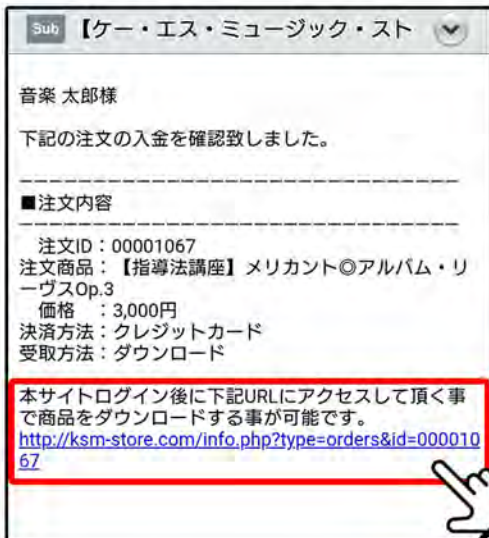 Sub 【ケー・エス・ミュージック・スト
音楽 太郎様
下記の注文の入金を確認致しました。
－－－－－－－－－－－－－－－－－－－－－－－－－－－－－
■注文内容
－－－－－－－－－－－－－－－－－－－－－－－－－－－－－
注文ID：00001067
注文商品：【指導法講座】メリカント◎アルバム・リ
ーヴスOp.3
価格　：3,000円
決済方法：クレジットカード
受取方法：ダウンロード
本サイトログイン後に下記URLにアクセスして頂く事
で商品をダウンロードする事が可能です。
http://ksm-store.com/info.php?type=orders&id=000010
67